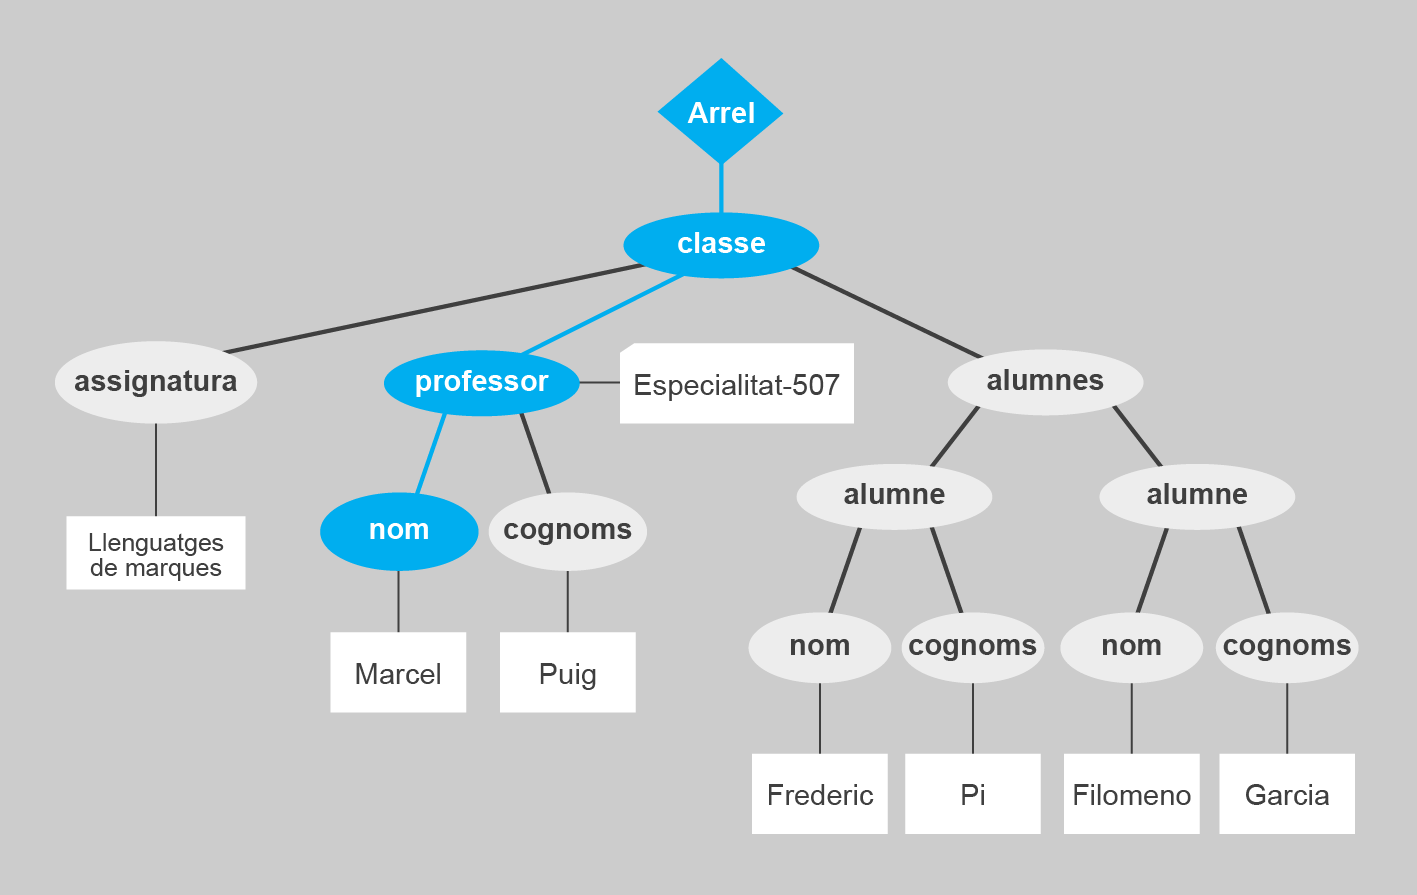 Arrel
classe
assignatura
professor
Especialitat-507
alumnes
alumne
alumne
nom
cognoms
Llenguatges
de marques
nom
cognoms
nom
cognoms
Marcel
Puig
Frederic
Pi
Filomeno
Garcia